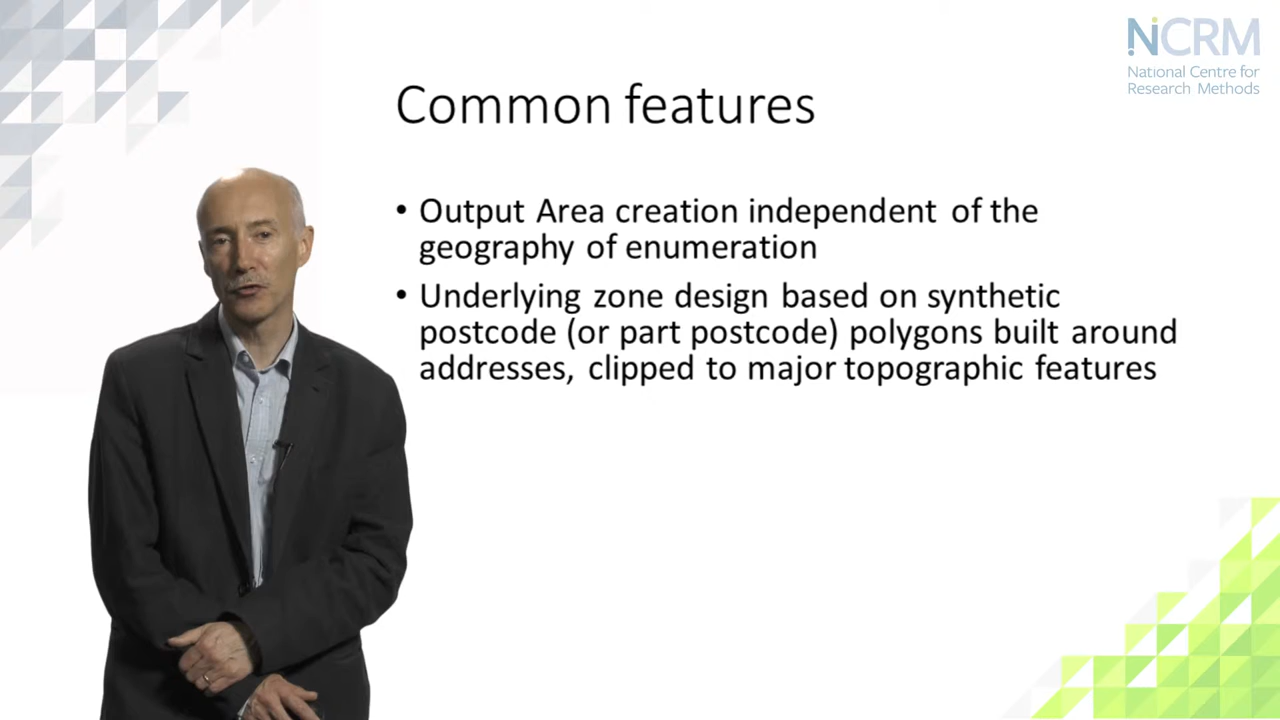 NCRM
National Centre for
Research Methods
Common features
• Output Area creation independent of the
geography of enumeration
• Underlying zone design based on synthetic
postcode (or part postcode) polygons built around
addresses, clipped to major topographic features